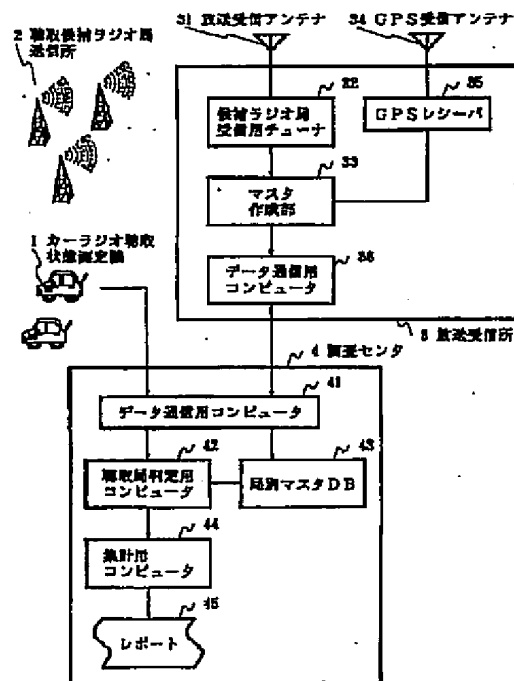 31 放送受信アンテナ
34 GPS受信アンテナ
2 聴取候補ラジオ局
送信所
32
候補ラジオ局
受信用チューナ
35
GPSレシーバ
33
マスタ
作成部
1 カーラジオ聴取
状態測定機
36
データ通信用
コンピュータ
3 放送受信所
4 調査センタ
41
データ通信用コンピュータ
42
聴取局判定用
コンピュータ
43
局別マスタDB
44
集計用
コンピュータ
45
レポート